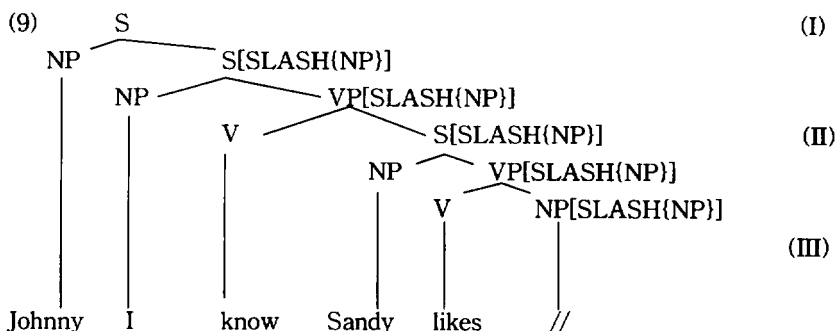 (9) S (I)
NP S[SLASH{NP}]
NP VP[SLASH{NP}]
V S[SLASH{NP}] (II)
NP VP[SLASH{NP}]
V NP[SLASH{NP}]
(III)
Johnny I know Sandy likes //